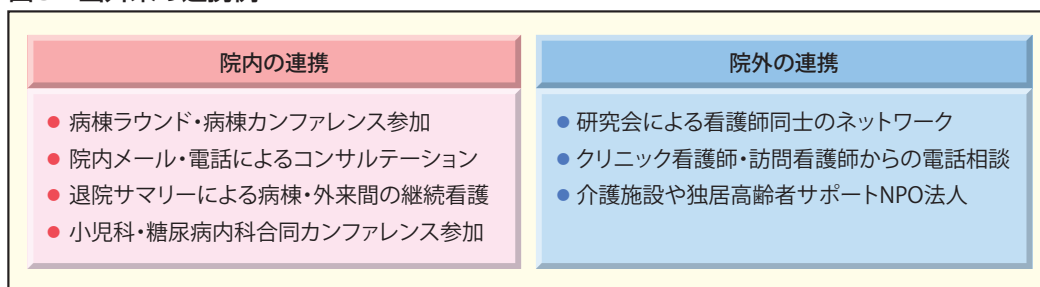 院内の連携
● 病棟ラウンド・病棟カンファレンス参加
● 院内メール・電話によるコンサルテーション
● 退院サマリーによる病棟・外来間の継続看護
● 小児科・糖尿病内科合同カンファレンス参加
院外の連携
● 研究会による看護師同士のネットワーク
● クリニック看護師・訪問看護師からの電話相談
● 介護施設や独居高齢者サポートNPO法人